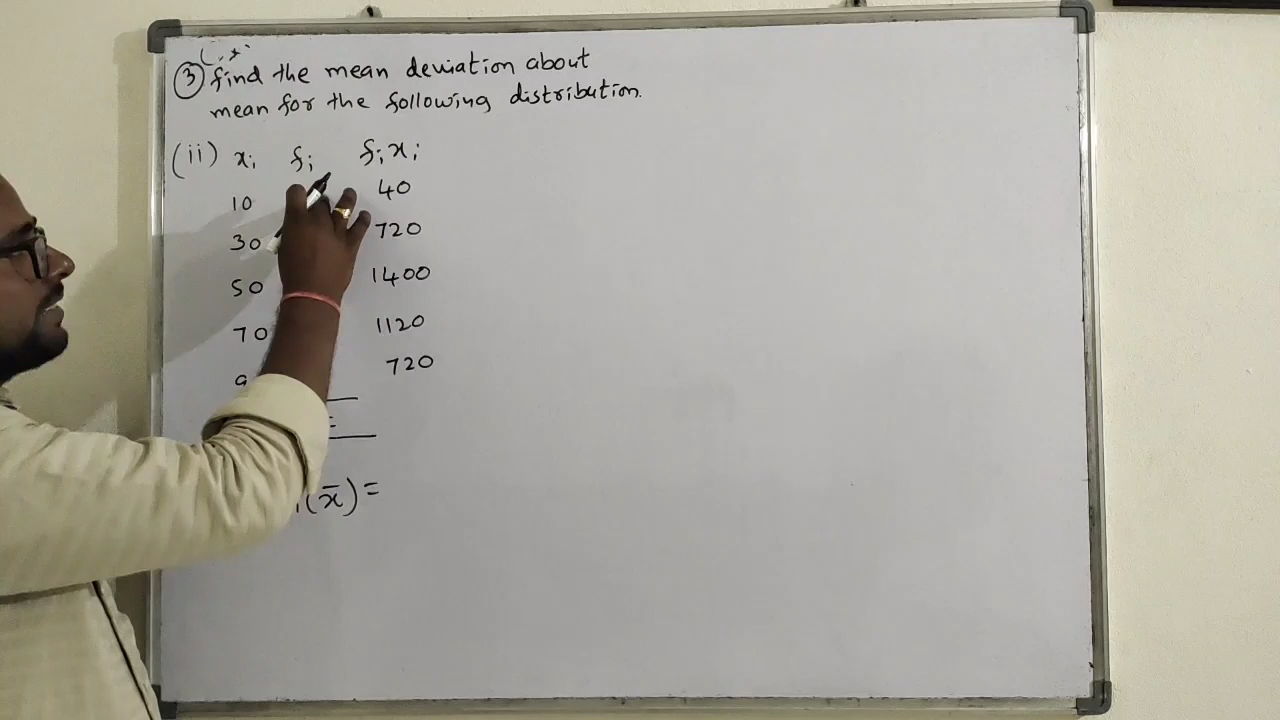 ③ find the mean deviation about
mean for the following distribution.
(ii) xᵢ fᵢ fᵢxᵢ
10 40
30 720
50 1400
70 1120
9 720
=
(x̄) =